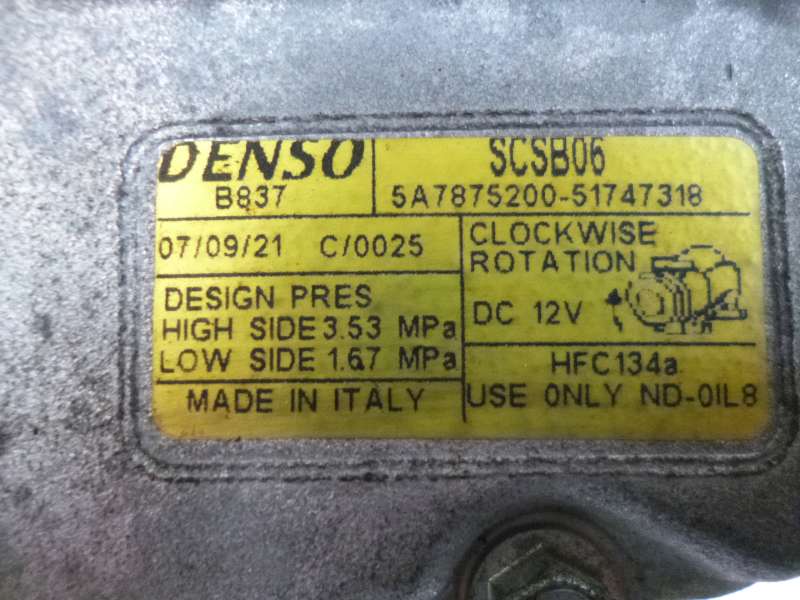 DENSO
B837
SCSB06
5A7875200-51747318
07/09/21 C/0025
CLOCKWISE
ROTATION
DC 12V
DESIGN PRES
HIGH SIDE 3.53 MPa
LOW SIDE 1.67 MPa
HFC134a
MADE IN ITALY
USE ONLY ND-OIL8